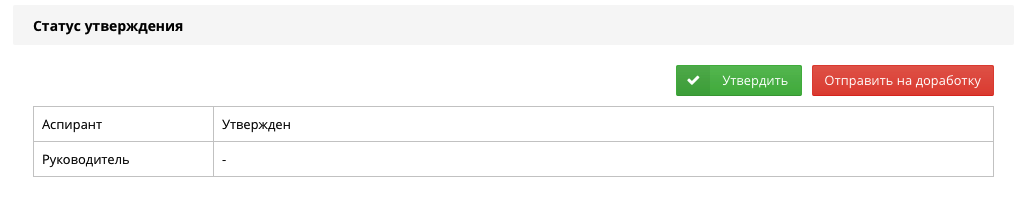 Статус утверждения
Утвердить Отправить на доработку
Аспирант Утвержден
Руководитель -